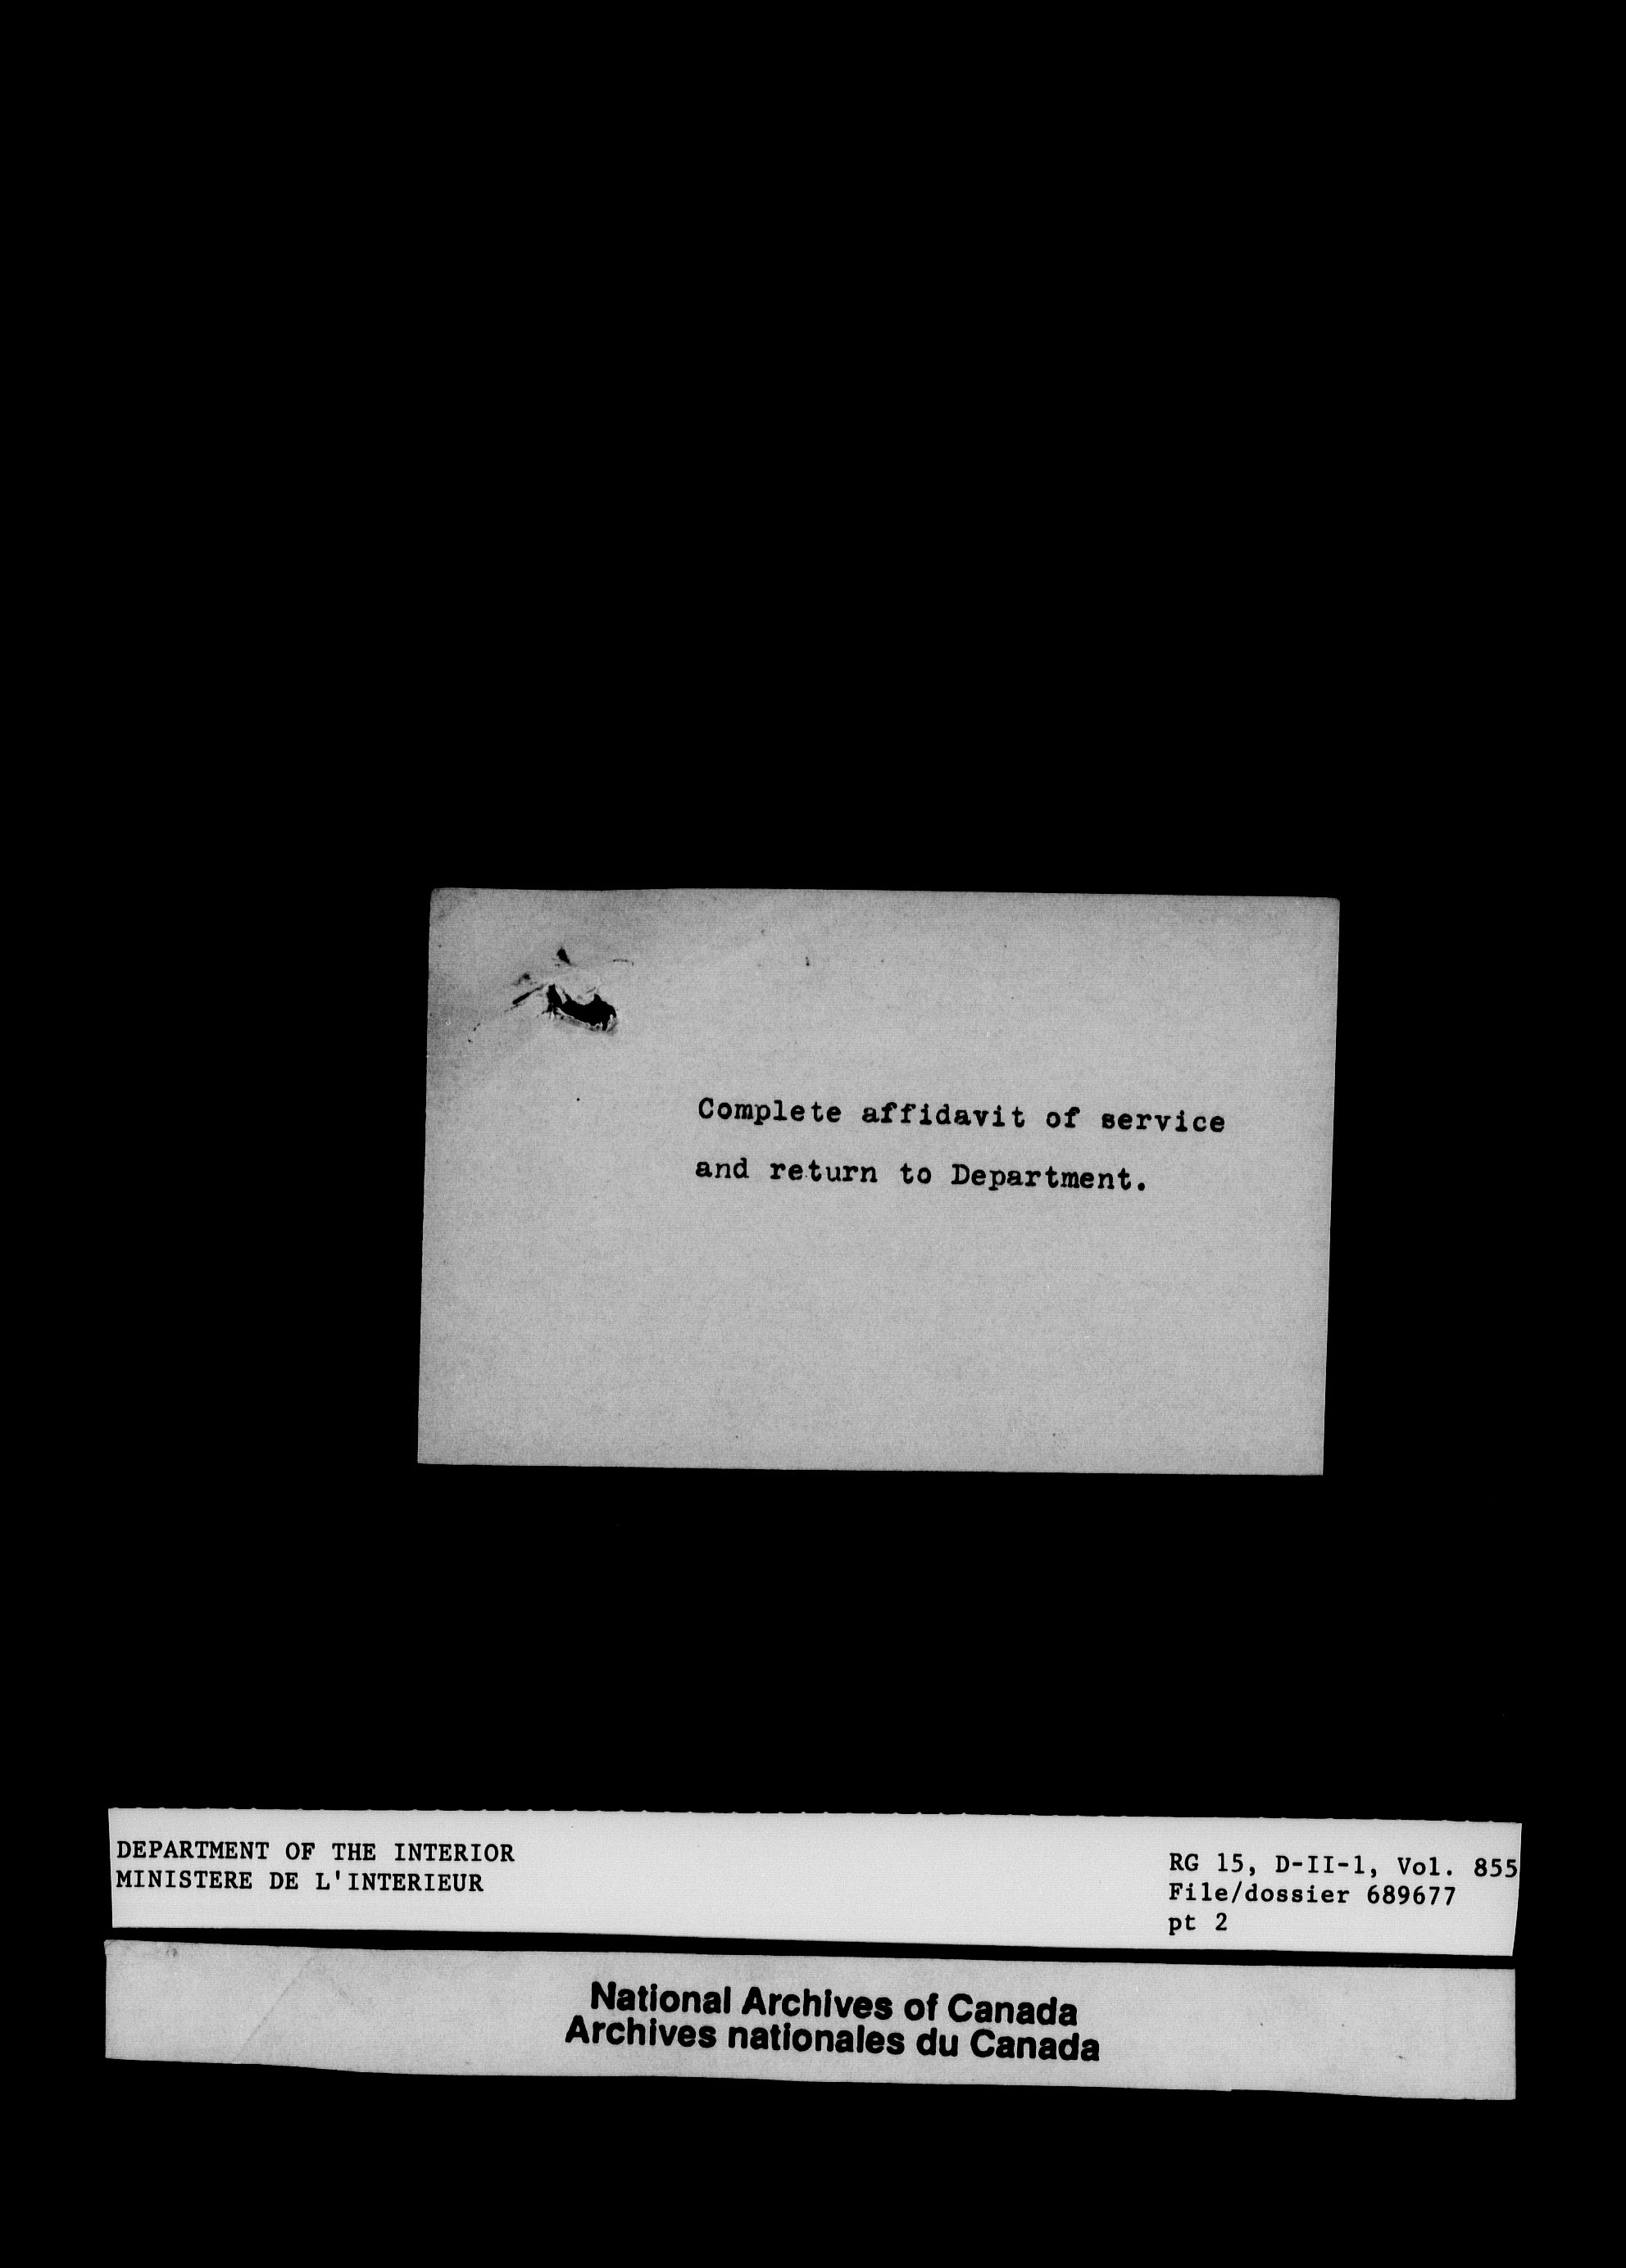 Complete affidavit of service
and return to Department.
DEPARTMENT OF THE INTERIOR
MINISTERE DE L'INTERIEUR
RG 15, D-II-1, Vol. 855
File/dossier 689677
pt 2
National Archives of Canada
Archives nationales du Canada